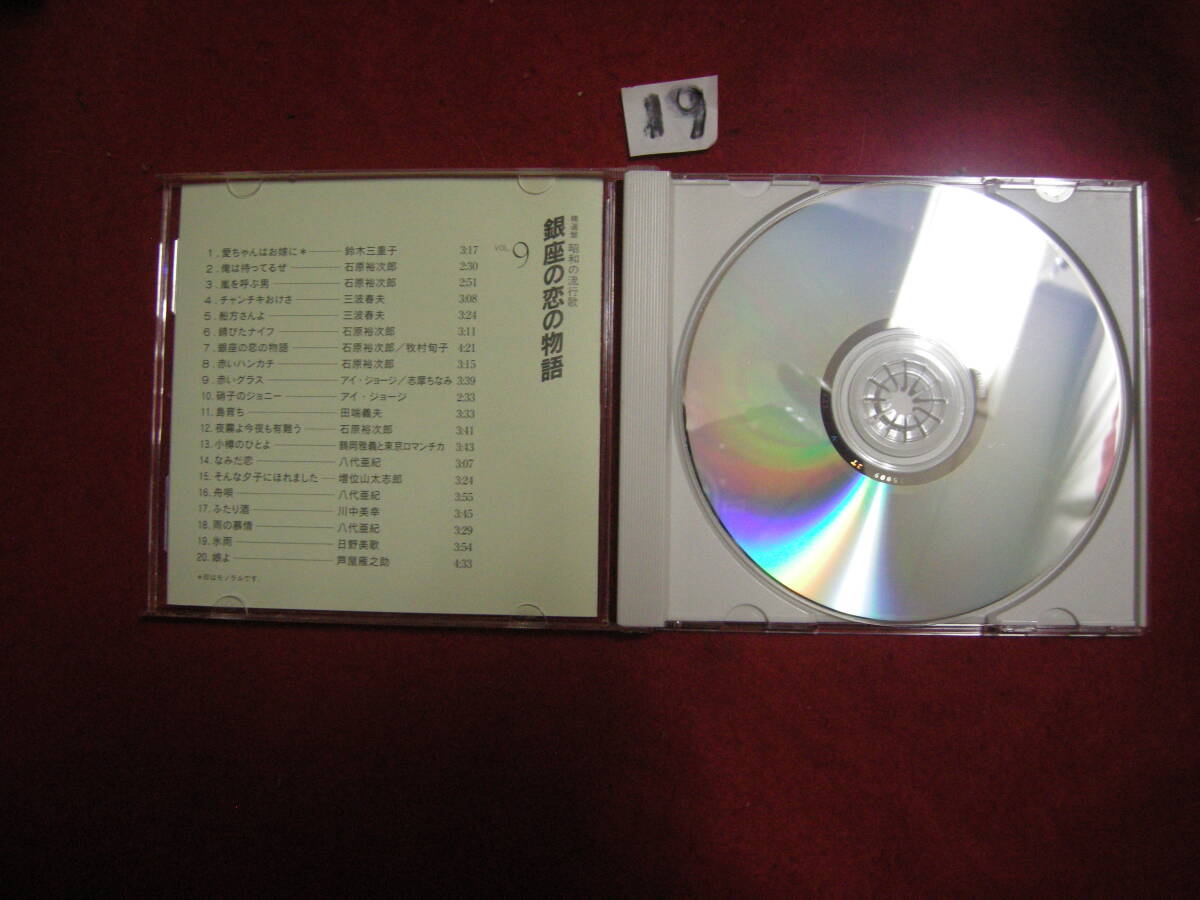 19
精選盤 昭和の流行歌
銀座の恋の物語
VOL. 9
1. 愛ちゃんはお嫁に＊ 鈴木三重子 3:17
2. 俺は待ってるぜ 石原裕次郎 2:30
3. 嵐を呼ぶ男 石原裕次郎 2:51
4. チャンチキおけさ 三波春夫 3:08
5. 船方さんよ 三波春夫 3:24
6. 錆びたナイフ 石原裕次郎 3:11
7. 銀座の恋の物語 石原裕次郎／牧村旬子 4:21
8. 赤いハンカチ 石原裕次郎 3:15
9. 赤いグラス アイ・ジョージ／志摩ちなみ 3:39
10. 硝子のジョニー アイ・ジョージ 2:33
11. 島育ち 田端義夫 3:33
12. 夜霧よ今夜も有難う 石原裕次郎 3:41
13. 小樽のひとよ 鶴岡雅義と東京ロマンチカ 3:43
14. なみだ恋 八代亜紀 3:07
15. そんな夕子にほれました 増位山太志郎 3:24
16. 舟唄 八代亜紀 3:55
17. ふたり酒 川中美幸 3:45
18. 雨の慕情 八代亜紀 3:29
19. 氷雨 日野美歌 3:54
20. 娘よ 芦屋雁之助 4:33
＊印はモノラルです。